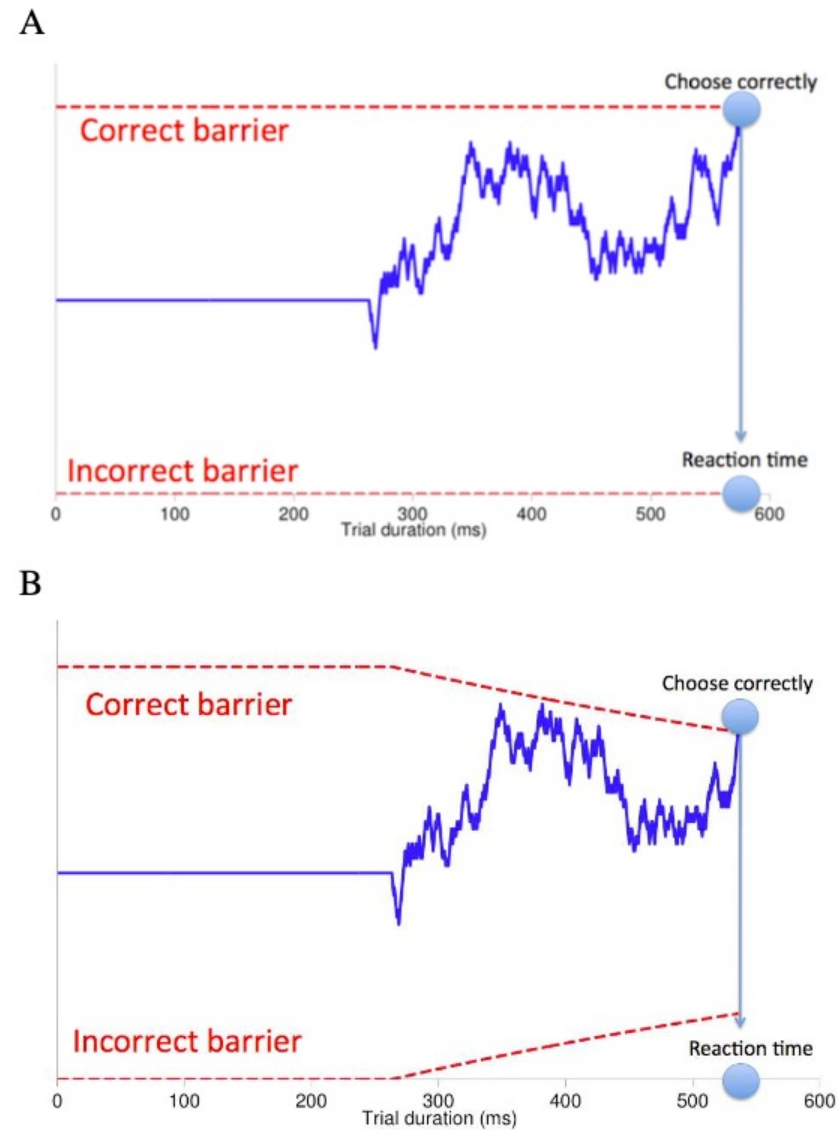 A
Choose correctly
Correct barrier
Incorrect barrier
Reaction time
0 100 200 300 400 500 600
Trial duration (ms)
B
Choose correctly
Correct barrier
Incorrect barrier
Reaction time
0 100 200 300 400 500 600
Trial duration (ms)